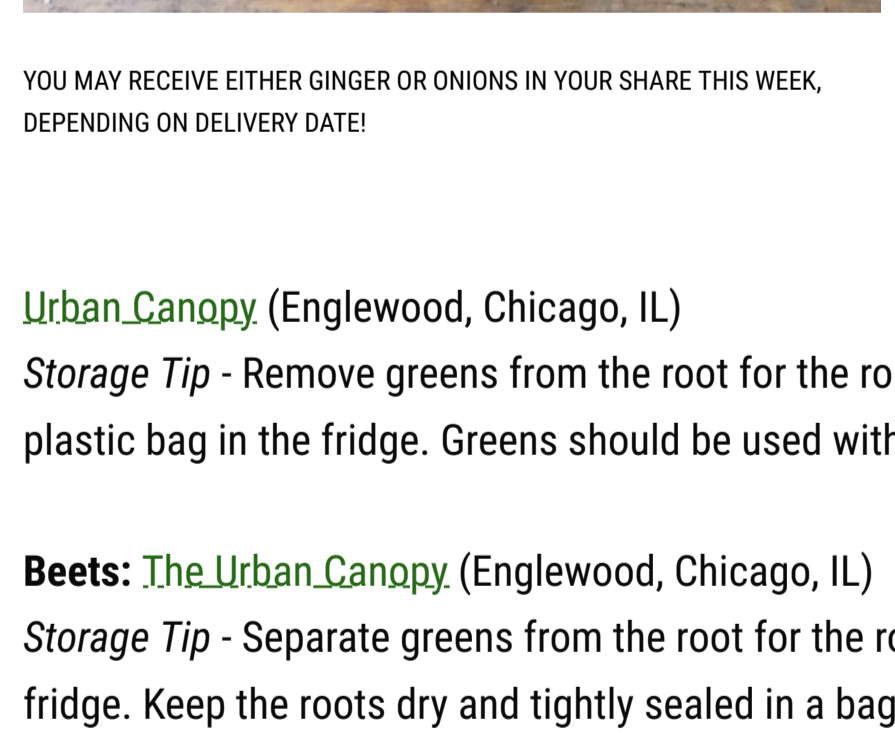 YOU MAY RECEIVE EITHER GINGER OR ONIONS IN YOUR SHARE THIS WEEK,
DEPENDING ON DELIVERY DATE!
Urban Canopy (Englewood, Chicago, IL)
Storage Tip - Remove greens from the root for the ro
plastic bag in the fridge. Greens should be used with
Beets: The Urban Canopy (Englewood, Chicago, IL)
Storage Tip - Separate greens from the root for the ro
fridge. Keep the roots dry and tightly sealed in a bag